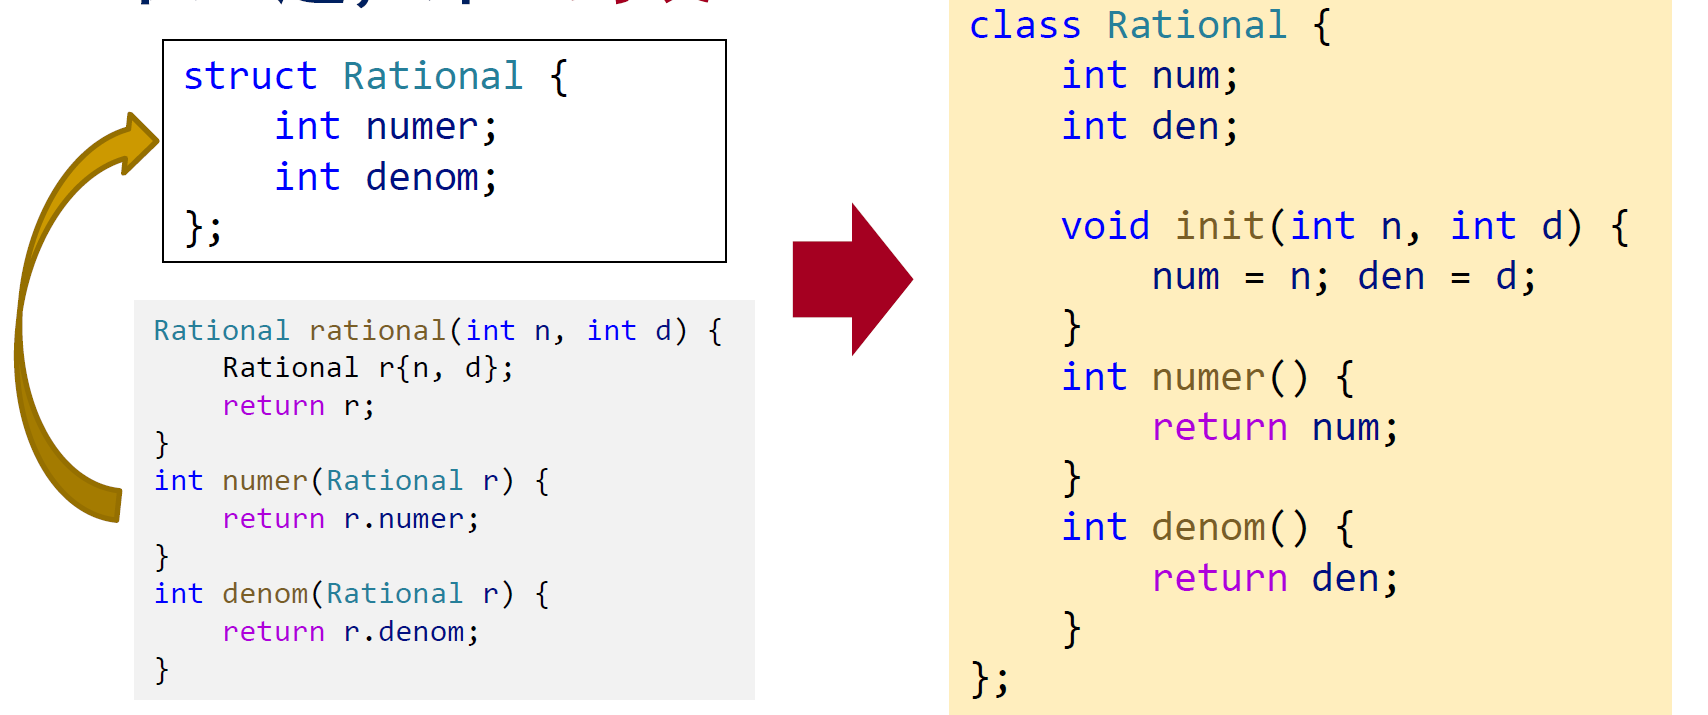 struct Rational {
    int numer;
    int denom;
};
Rational rational(int n, int d) {
    Rational r{n, d};
    return r;
}
int numer(Rational r) {
    return r.numer;
}
int denom(Rational r) {
    return r.denom;
}
class Rational {
    int num;
    int den;
    void init(int n, int d) {
        num = n; den = d;
    }
    int numer() {
        return num;
    }
    int denom() {
        return den;
    }
};